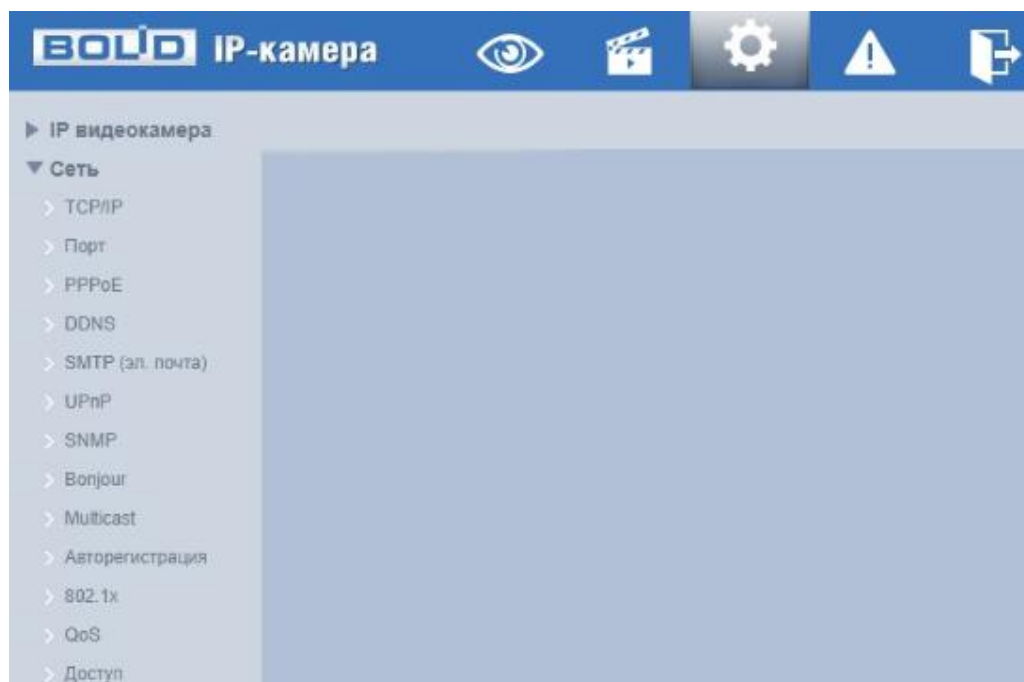 BOLID IP-камера
IP видеокамера
Сеть
TCP/IP
Порт
PPPoE
DDNS
SMTP (эл. почта)
UPnP
SNMP
Bonjour
Multicast
Авторегистрация
802.1x
QoS
Доступ